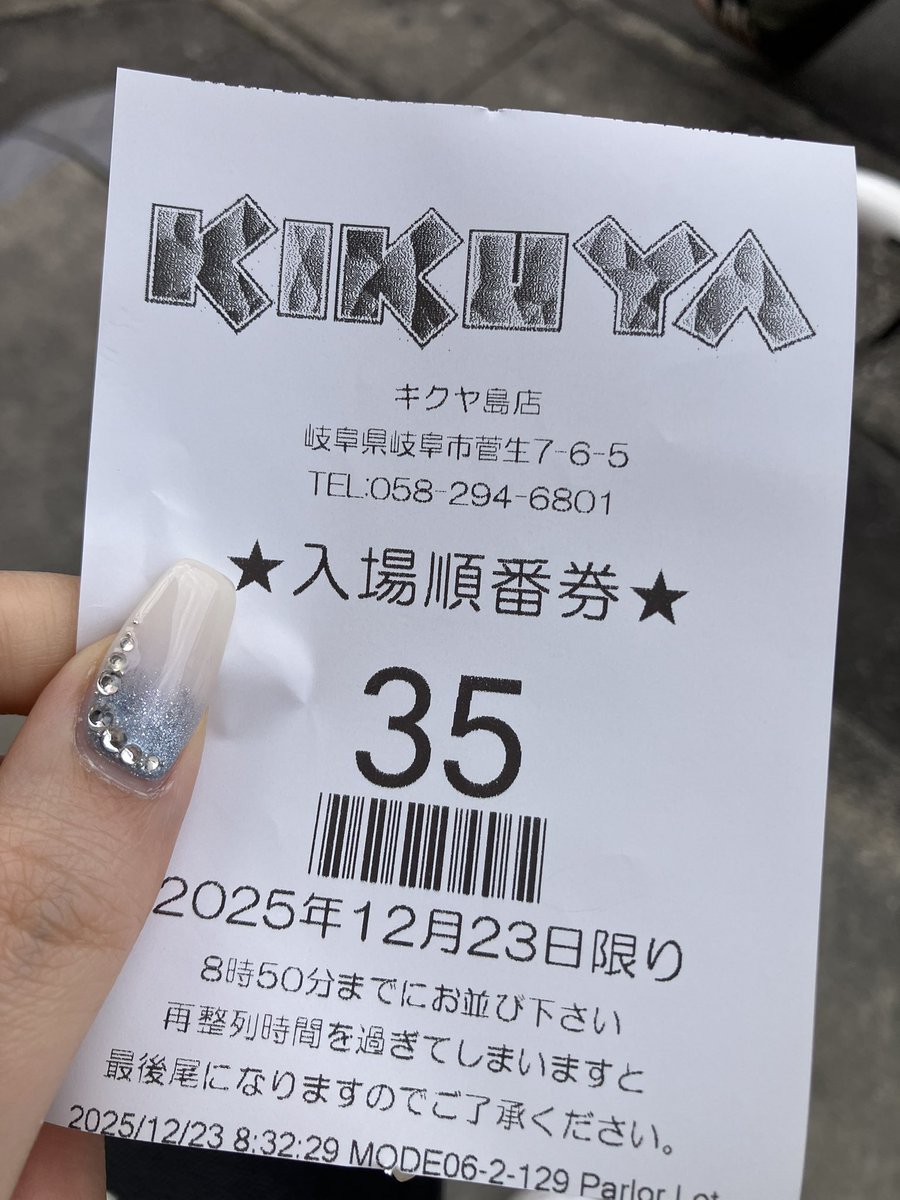 KIKUYA
キクヤ島店
岐阜県岐阜市菅生7-6-5
TEL:058-294-6801
★入場順番券★
35
2025年12月23日限り
8時50分までにお並び下さい
再整列時間を過ぎてしまいますと
最後尾になりますのでご了承ください。
2025/12/23 8:32:29 MODE06-2-129 Parlor Lot